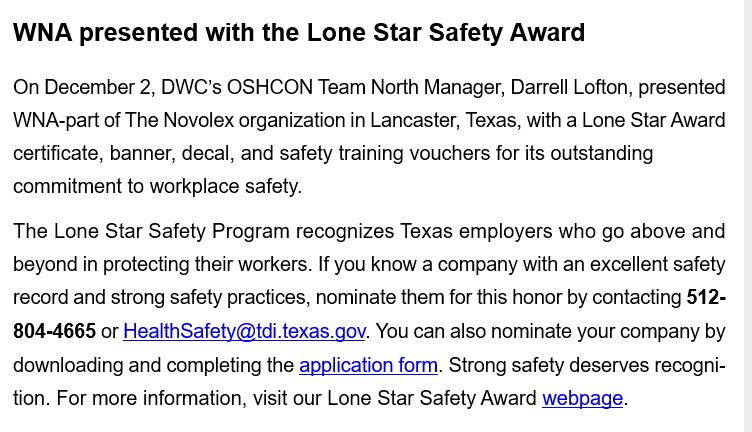 WNA presented with the Lone Star Safety Award
On December 2, DWC’s OSHCON Team North Manager, Darrell Lofton, presented
WNA-part of The Novolex organization in Lancaster, Texas, with a Lone Star Award
certificate, banner, decal, and safety training vouchers for its outstanding
commitment to workplace safety.
The Lone Star Safety Program recognizes Texas employers who go above and
beyond in protecting their workers. If you know a company with an excellent safety
record and strong safety practices, nominate them for this honor by contacting 512-
804-4665 or HealthSafety@tdi.texas.gov. You can also nominate your company by
downloading and completing the application form. Strong safety deserves recogni-
tion. For more information, visit our Lone Star Safety Award webpage.